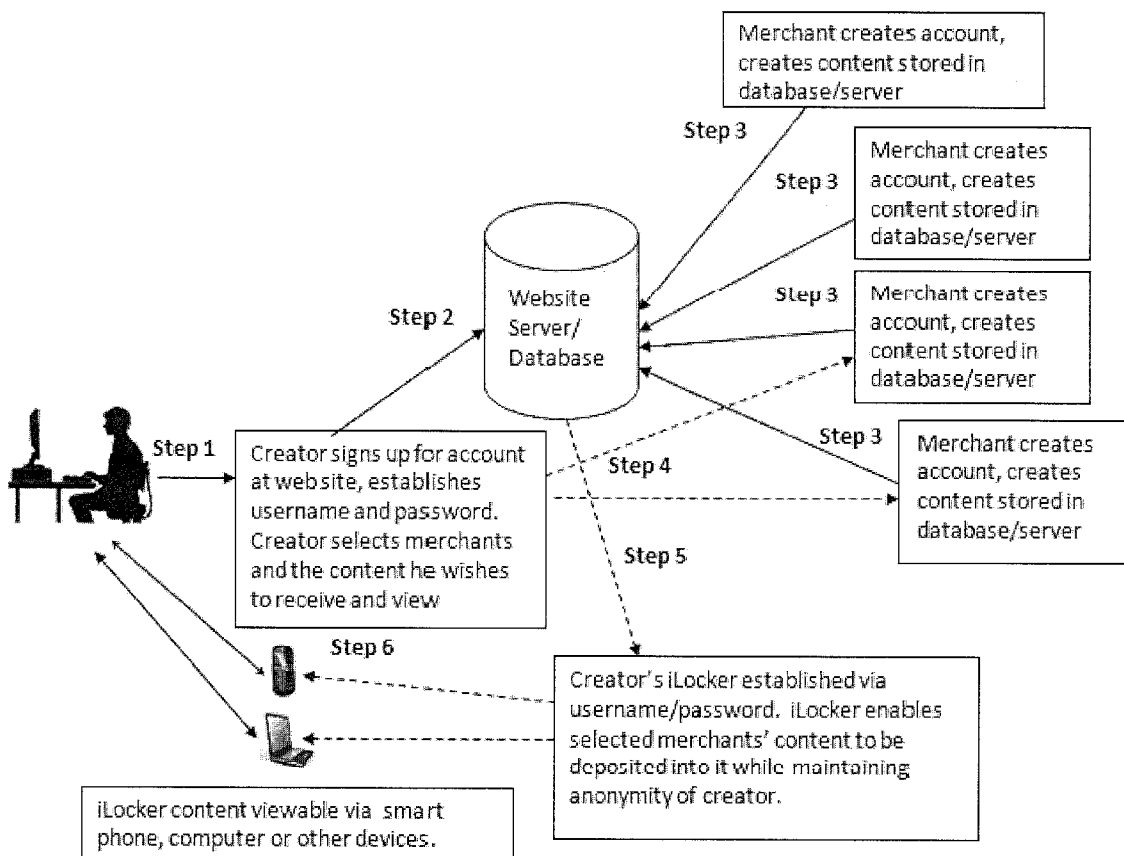 Merchant creates account,
creates content stored in
database/server
Step 3
Merchant creates
account, creates
content stored in
database/server
Step 3
Merchant creates
account, creates
content stored in
database/server
Step 3
Website
Server/
Database
Step 2
Step 1
Creator signs up for account
at website, establishes
username and password.
Creator selects merchants
and the content he wishes
to receive and view
Step 4
Step 3
Merchant creates
account, creates
content stored in
database/server
Step 5
Step 6
Creator's iLocker established via
username/password. iLocker enables
selected merchants' content to be
deposited into it while maintaining
anonymity of creator.
iLocker content viewable via smart
phone, computer or other devices.